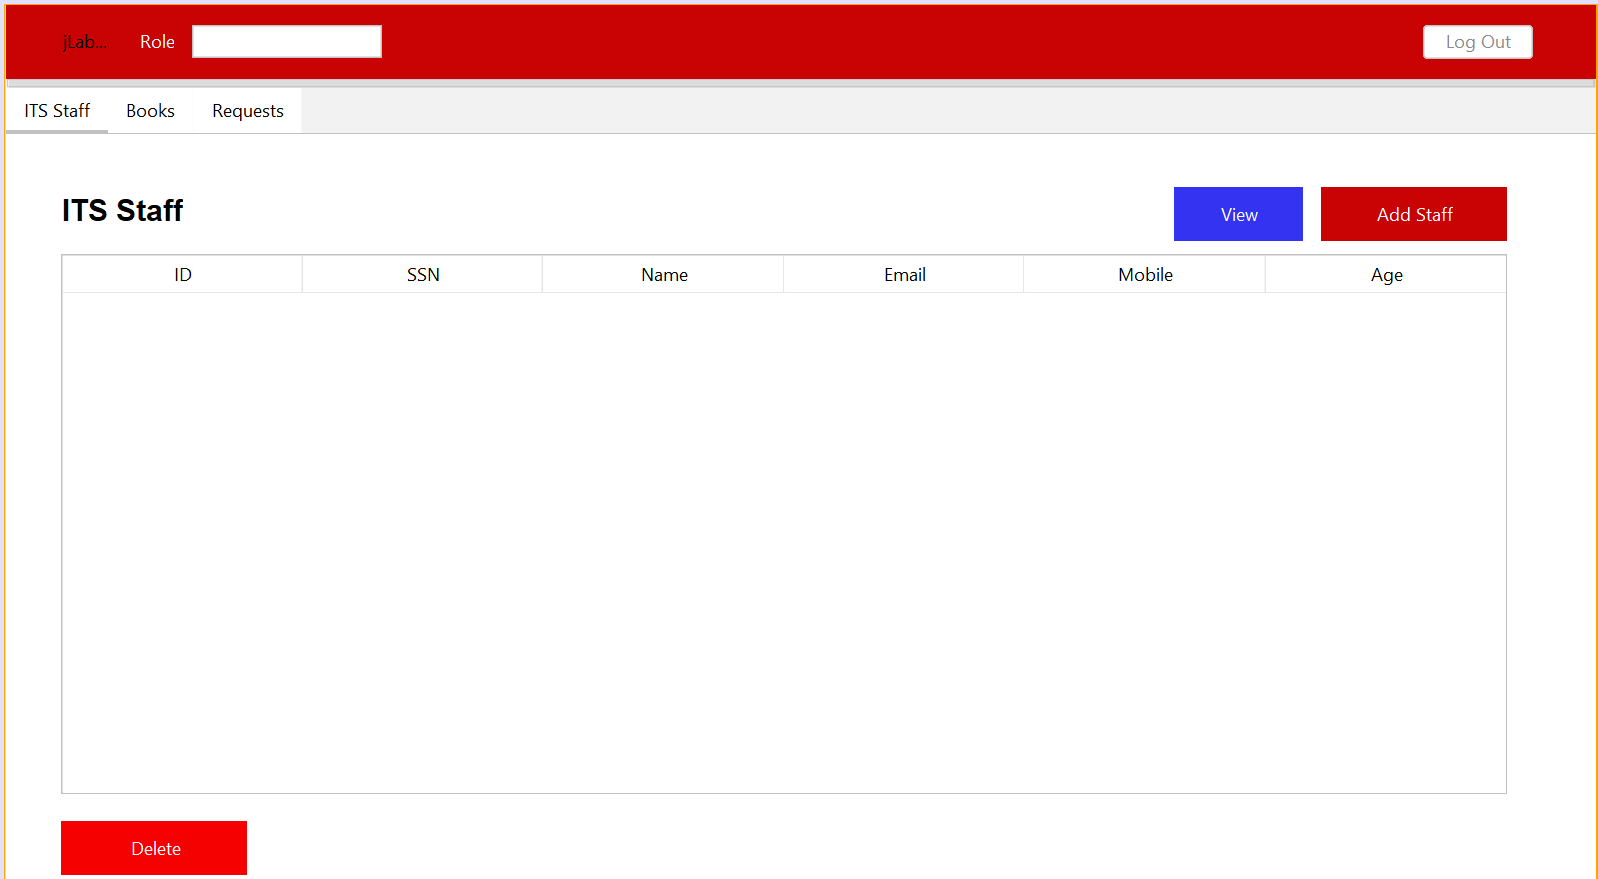 jLab... Role Log Out
ITS Staff Books Requests
ITS Staff View Add Staff
ID SSN Name Email Mobile Age
Delete